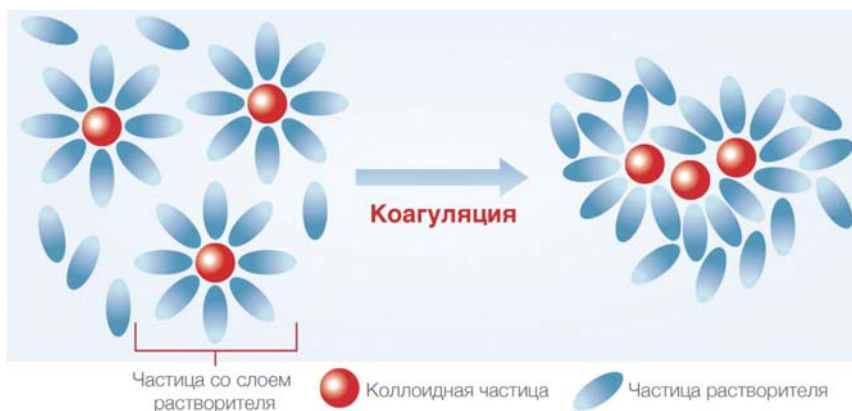 Коагуляция
Частица со слоем
растворителя
Коллоидная частица
Частица растворителя